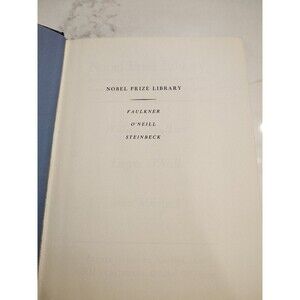 NOBEL PRIZE LIBRARY
FAULKNER
O'NEILL
STEINBECK